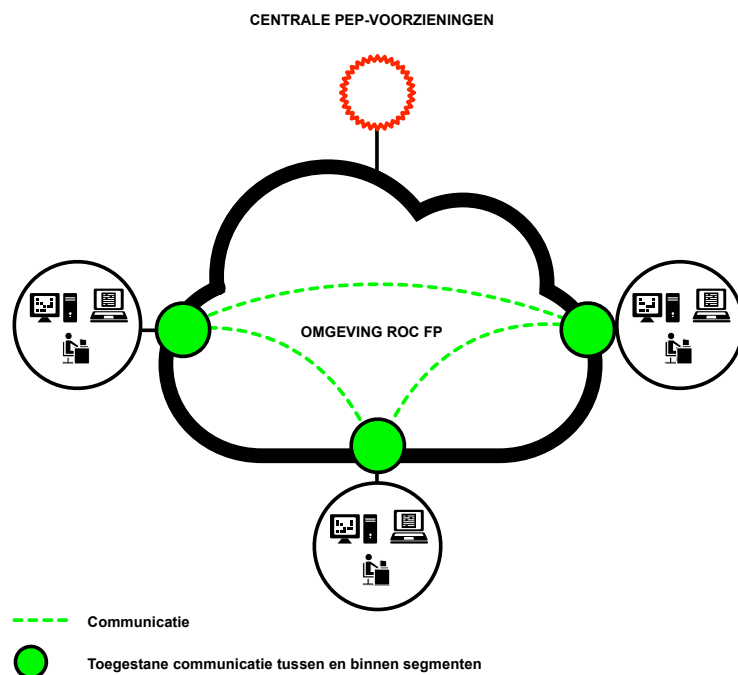 CENTRALE PEP-VOORZIENINGEN
OMGEVING ROC FP
Communicatie
Toegestane communicatie tussen en binnen segmenten